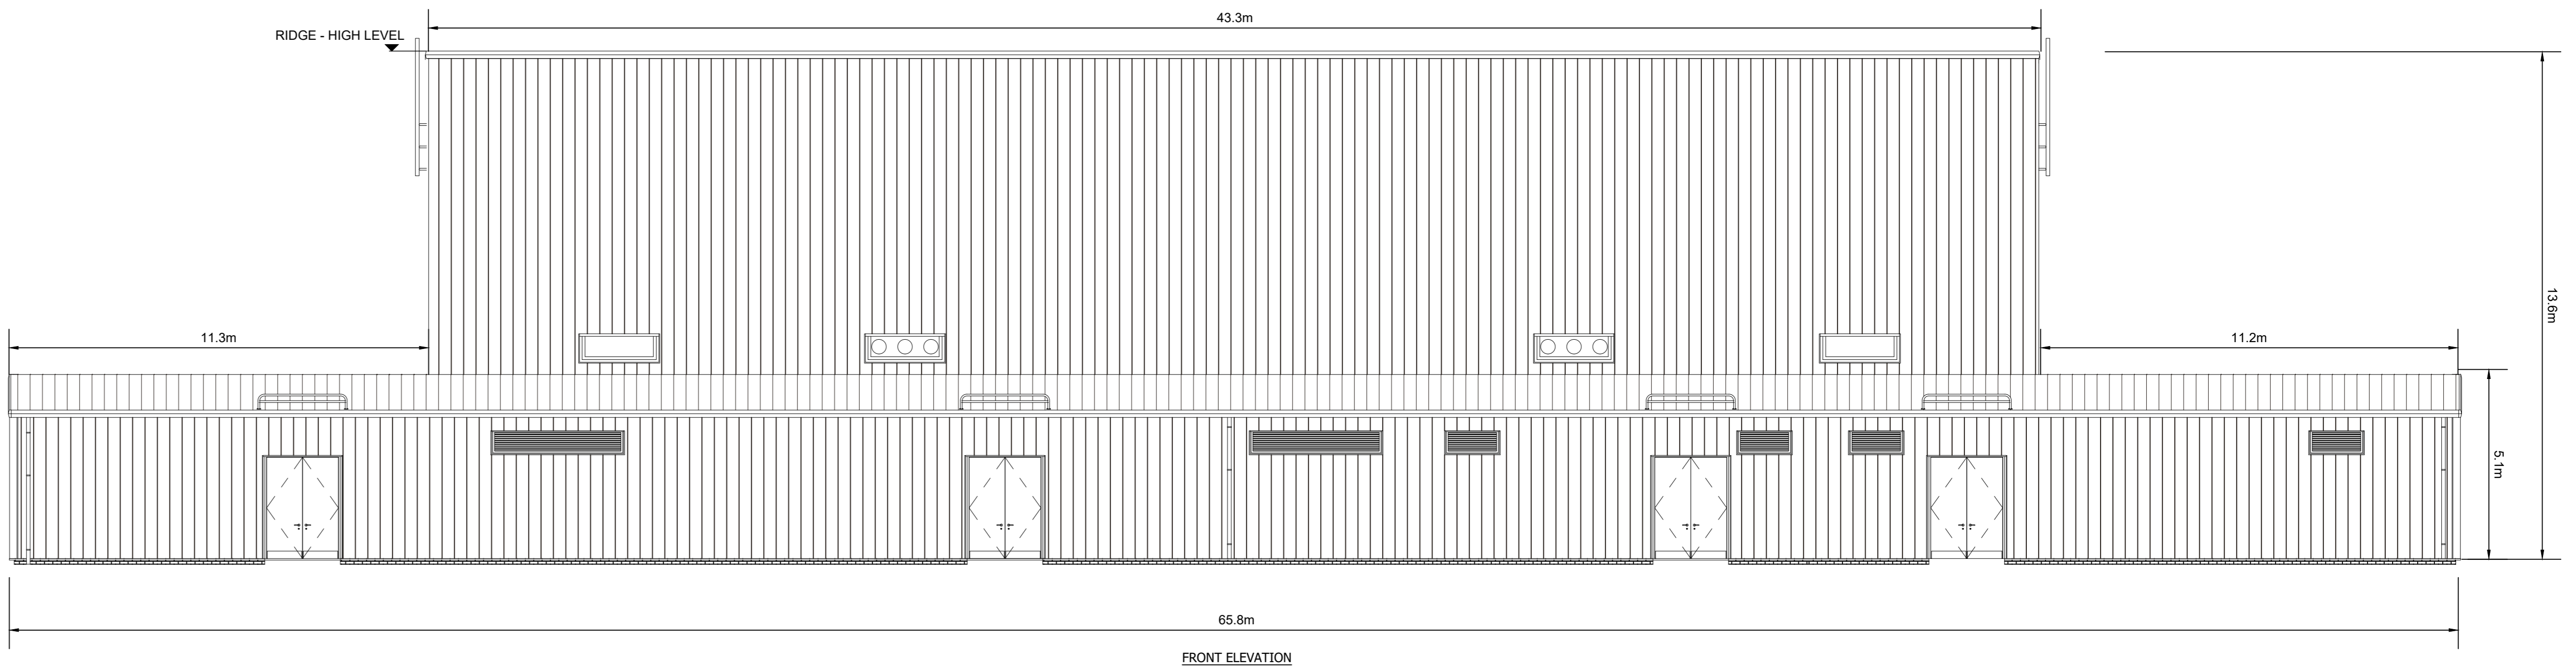 43.3m
RIDGE - HIGH LEVEL
13.6m
11.3m
11.2m
5.1m
65.8m
FRONT ELEVATION